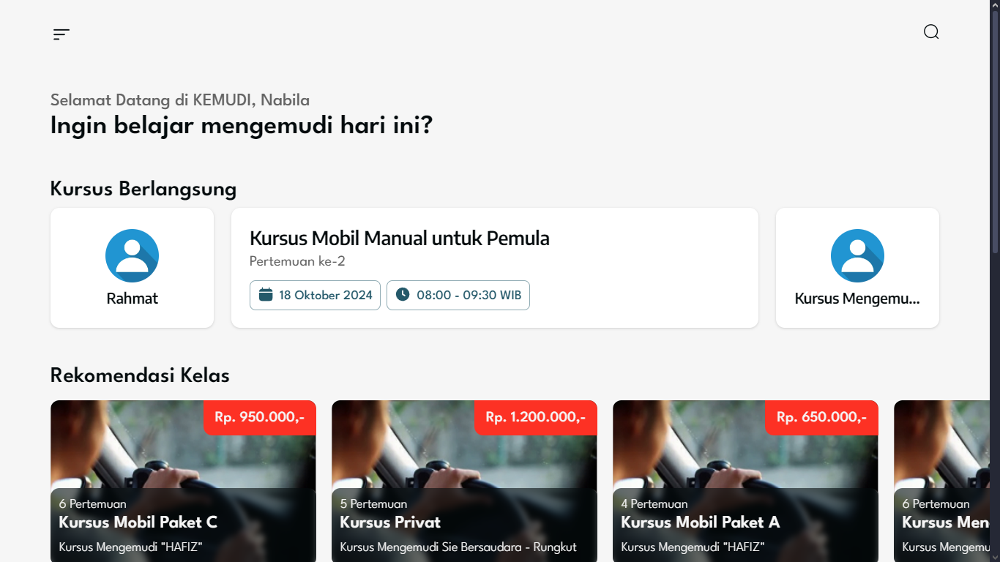 Selamat Datang di KEMUDI, Nabila
Ingin belajar mengemudi hari ini?
Kursus Berlangsung
Rahmat
Kursus Mobil Manual untuk Pemula
Pertemuan ke-2
18 Oktober 2024
08:00 - 09:30 WIB
Kursus Mengemu...
Rekomendasi Kelas
Rp. 950.000,-
6 Pertemuan
Kursus Mobil Paket C
Kursus Mengemudi "HAFIZ"
Rp. 1.200.000,-
5 Pertemuan
Kursus Privat
Kursus Mengemudi Sie Bersaudara - Rungkut
Rp. 650.000,-
4 Pertemuan
Kursus Mobil Paket A
Kursus Mengemudi "HAFIZ"
6 Pertemuan
Kursus Men
Kursus Mengemu